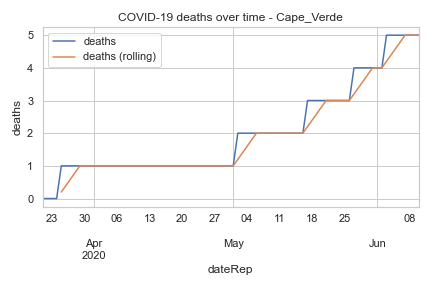 COVID-19 deaths over time - Cape_Verde
deaths
deaths (rolling)
5
4
3
2
1
0
deaths
23 30 06 13 20 27 04 11 18 25 08
Apr May Jun
2020
dateRep